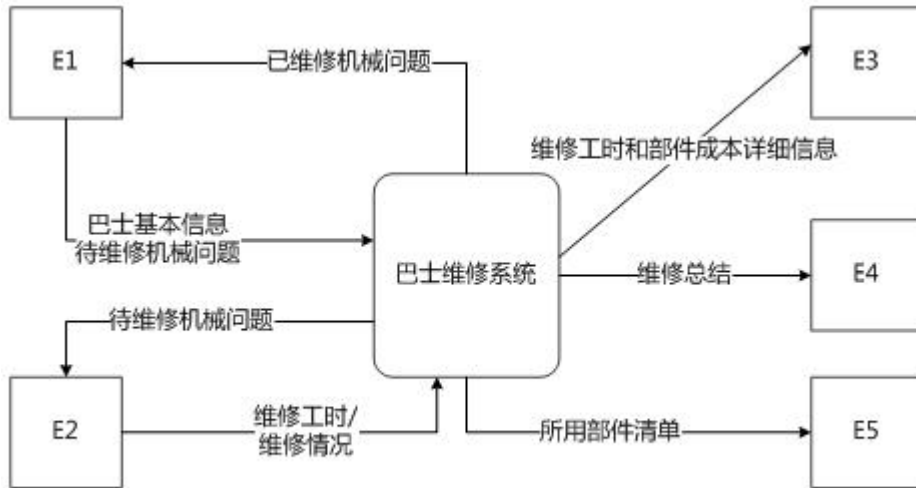 E1
已维修机械问题
E3
维修工时和部件成本详细信息
巴士基本信息
待维修机械问题
巴士维修系统
维修总结
E4
待维修机械问题
E2
维修工时/
维修情况
所用部件清单
E5